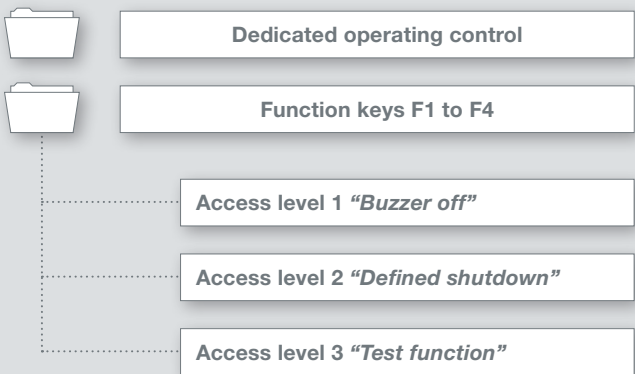 Dedicated operating control
Function keys F1 to F4
Access level 1 “Buzzer off”
Access level 2 “Defined shutdown”
Access level 3 “Test function”